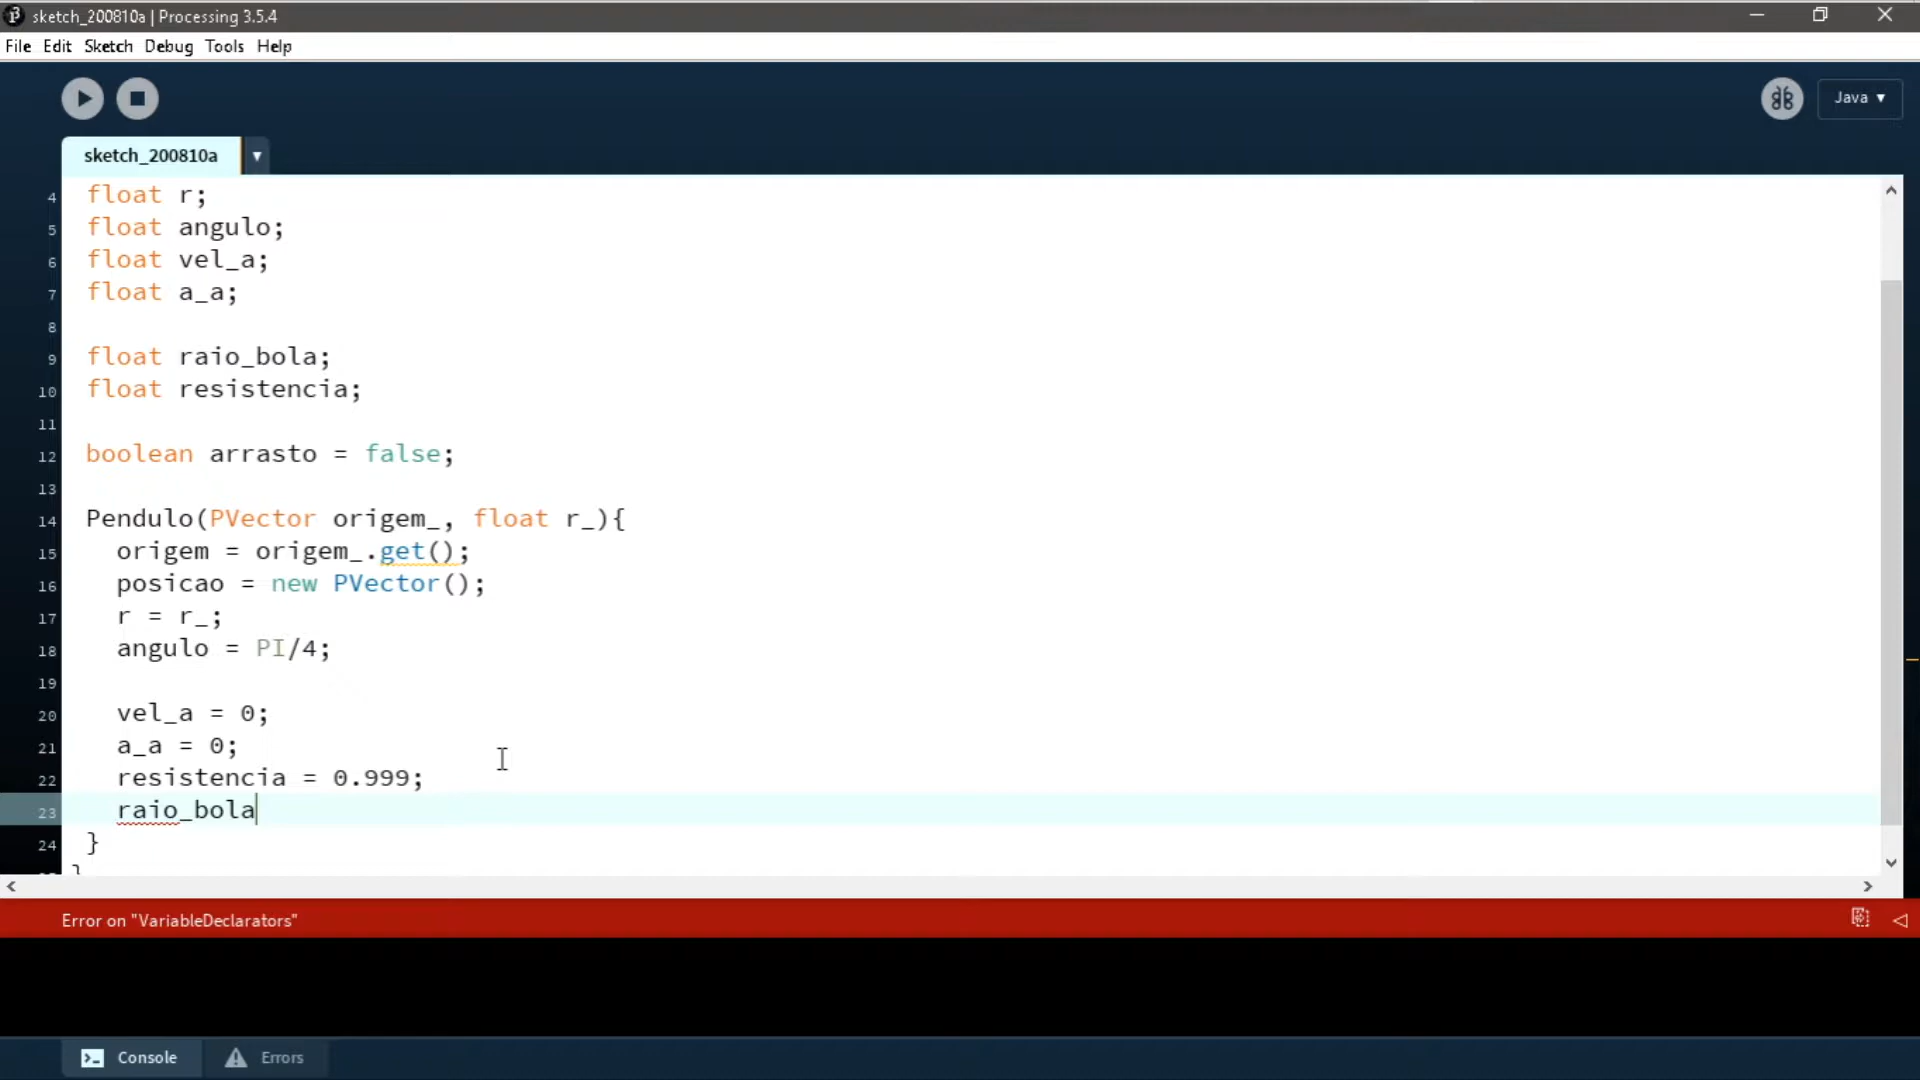 sketch_200810a | Processing 3.5.4
File Edit Sketch Debug Tools Help
Java ▾
sketch_200810a ▾
4 float r;
5 float angulo;
6 float vel_a;
7 float a_a;
8
9 float raio_bola;
10 float resistencia;
11
12 boolean arrasto = false;
13
14 Pendulo(PVector origem_, float r_){
15 origem = origem_.get();
16 posicao = new PVector();
17 r = r_;
18 angulo = PI/4;
19
20 vel_a = 0;
21 a_a = 0;
22 resistencia = 0.999;
23 raio_bola
24 }
Error on "VariableDeclarators"
Console Errors